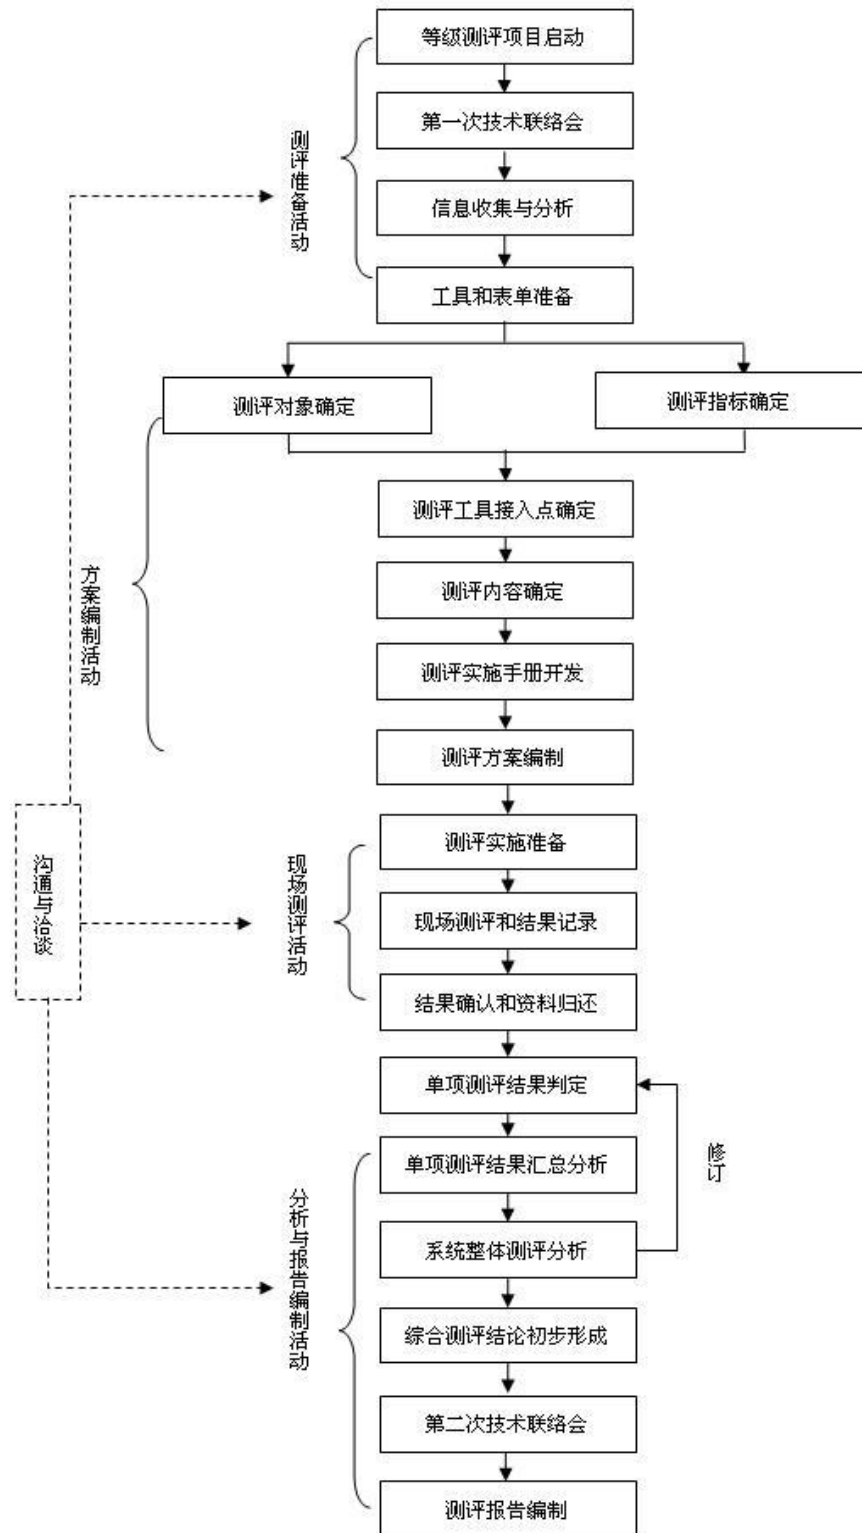 等级测评项目启动
第一次技术联络会
测评准备活动
信息收集与分析
工具和表单准备
测评对象确定
测评指标确定
测评工具接入点确定
方案编制活动
测评内容确定
测评实施手册开发
测评方案编制
测评实施准备
沟通与洽谈
现场测评活动
现场测评和结果记录
结果确认和资料归还
单项测评结果判定
修订
单项测评结果汇总分析
分析与报告编制活动
系统整体测评分析
综合测评结论初步形成
第二次技术联络会
测评报告编制